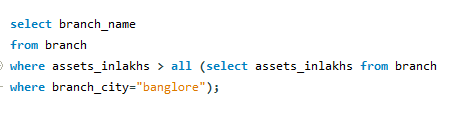 select branch_name
from branch
where assets_inlakhs > all (select assets_inlakhs from branch
where branch_city="banglore");